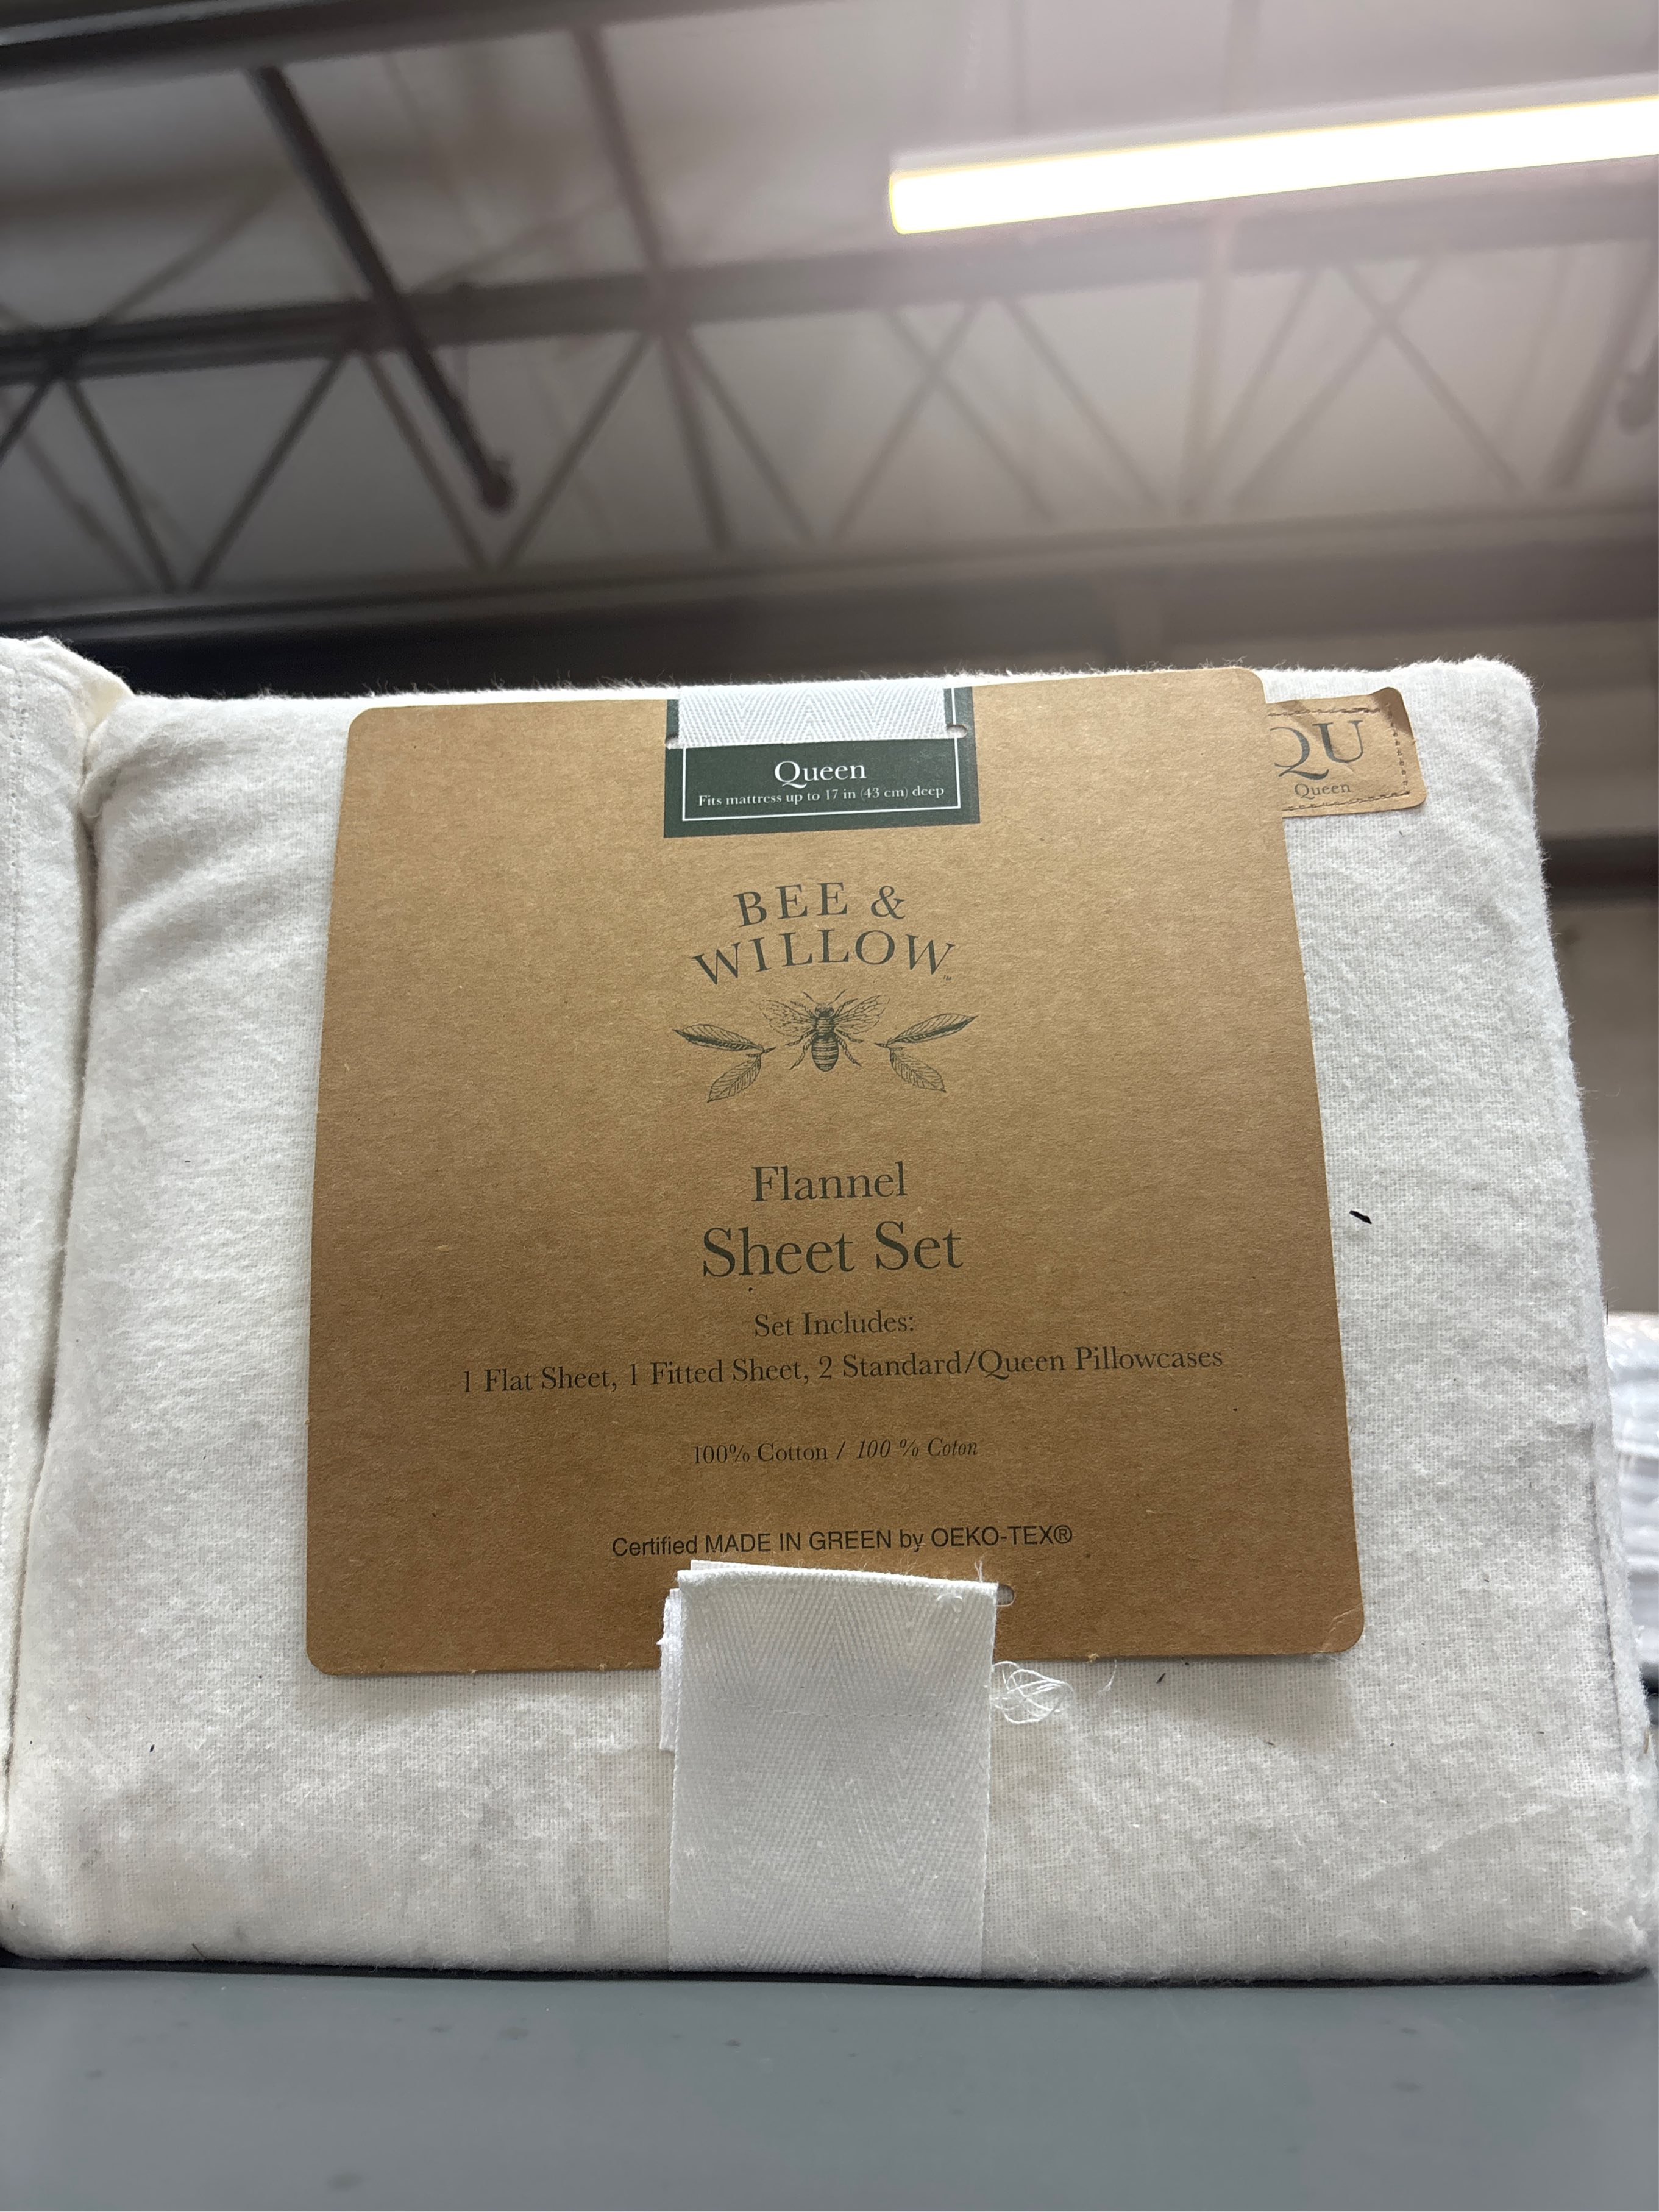 Queen
Fits mattress up to 17 in (43 cm) deep
QU
Queen
BEE &
WILLOW™
Flannel
Sheet Set
Set Includes:
1 Flat Sheet, 1 Fitted Sheet, 2 Standard/Queen Pillowcases
100% Cotton / 100 % Coton
Certified MADE IN GREEN by OEKO-TEX®